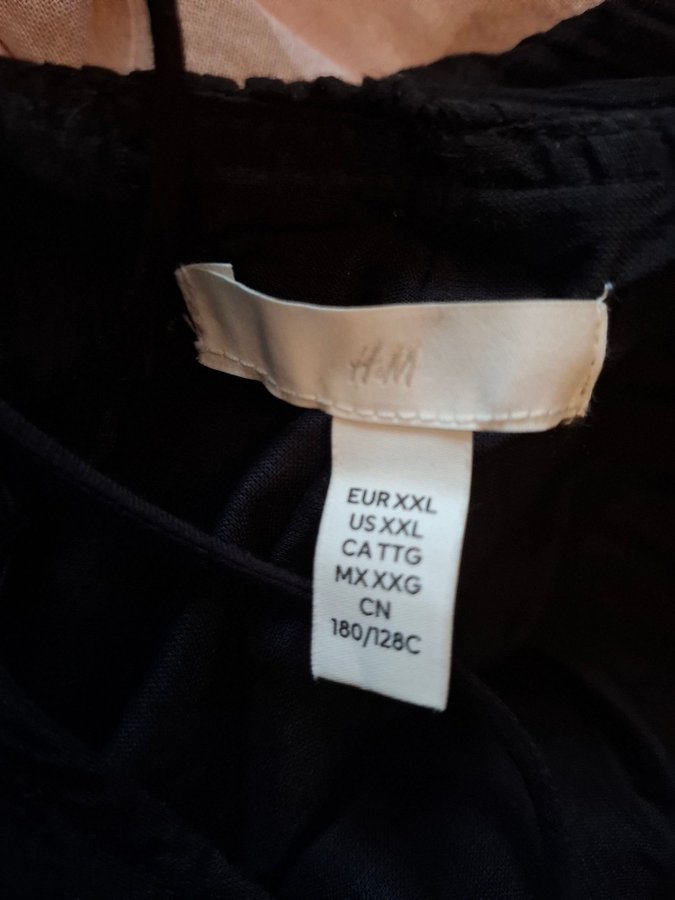 H&M
EUR XXL
US XXL
CA TTG
MX XXG
CN
180/128C